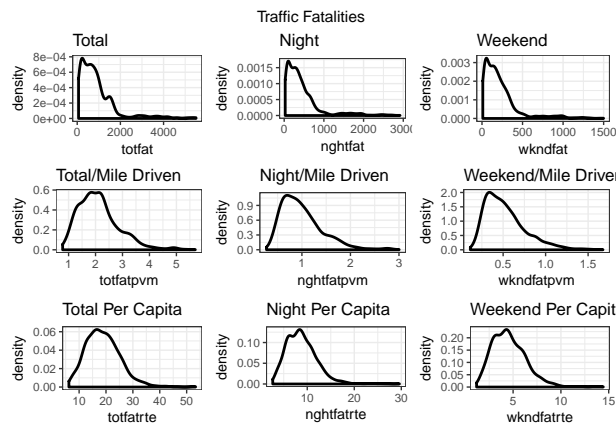 Traffic Fatalities
Total
Night
Weekend
density
8e−04
6e−04
4e−04
2e−04
0e+00
0
2000
4000
totfat
density
0.0015
0.0010
0.0005
0.0000
0
1000
2000
3000
nghtfat
density
0.003
0.002
0.001
0.000
0
500
1000
1500
wkndfat
Total/Mile Driven
Night/Mile Driven
Weekend/Mile Driven
density
0.6
0.4
0.2
0.0
1
2
3
4
5
totfatpvm
density
0.9
0.6
0.3
0.0
1
2
3
nghtfatpvm
density
2.0
1.5
1.0
0.5
0.0
0.5
1.0
1.5
wkndfatpvm
Total Per Capita
Night Per Capita
Weekend Per Capit
density
0.06
0.04
0.02
0.00
10
20
30
40
50
totfatrte
density
0.10
0.05
0.00
10
20
30
nghtfatrte
density
0.20
0.15
0.10
0.05
0.00
5
10
15
wkndfatrte